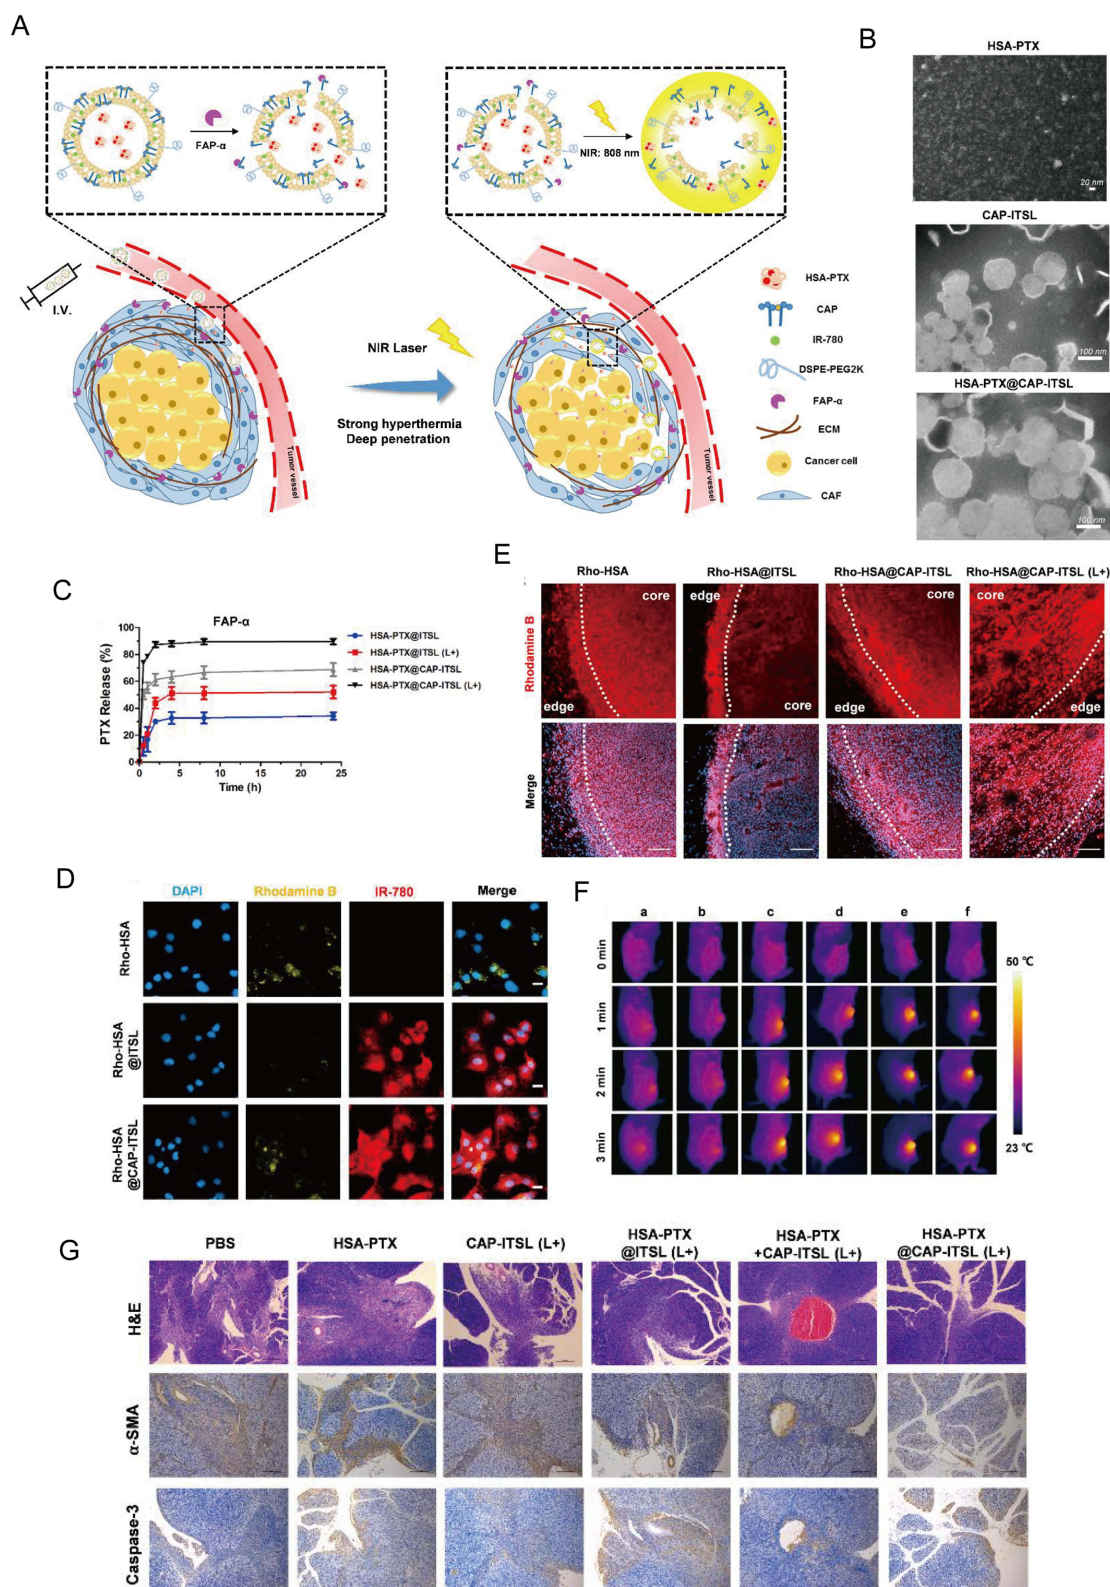 A
FAP-α
NIR: 808 nm
I.V.
NIR Laser
Strong hyperthermia
Deep penetration
Tumor vessel
Tumor vessel
HSA-PTX
CAP
IR-780
DSPE-PEG2K
FAP-α
ECM
Cancer cell
CAF
B
HSA-PTX
20 nm
CAP-ITSL
100 nm
HSA-PTX@CAP-ITSL
100 nm
C
FAP-α
PTX Release (%)
100
80
60
40
20
0
0 5 10 15 20 25
Time (h)
HSA-PTX@ITSL
HSA-PTX@ITSL (L+)
HSA-PTX@CAP-ITSL
HSA-PTX@CAP-ITSL (L+)
E
Rho-HSA Rho-HSA@ITSL Rho-HSA@CAP-ITSL Rho-HSA@CAP-ITSL (L+)
Rhodamine B
core
edge
edge
core
core
edge
core
edge
Merge
D
DAPI Rhodamine B IR-780 Merge
Rho-HSA
Rho-HSA
@ITSL
Rho-HSA
@CAP-ITSL
F
a b c d e f
0 min
1 min
2 min
3 min
50 ℃
23 ℃
G
PBS HSA-PTX CAP-ITSL (L+) HSA-PTX
@ITSL (L+) HSA-PTX
+CAP-ITSL (L+) HSA-PTX
@CAP-ITSL (L+)
H&E
α-SMA
Caspase-3